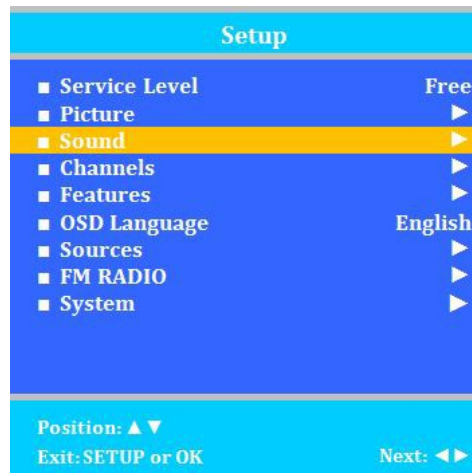 Setup
■ Service Level Free
■ Picture ▶
■ Sound ▶
■ Channels ▶
■ Features ▶
■ OSD Language English
■ Sources ▶
■ FM RADIO ▶
■ System ▶
Position: ▲ ▼
Exit: SETUP or OK Next: ◀ ▶